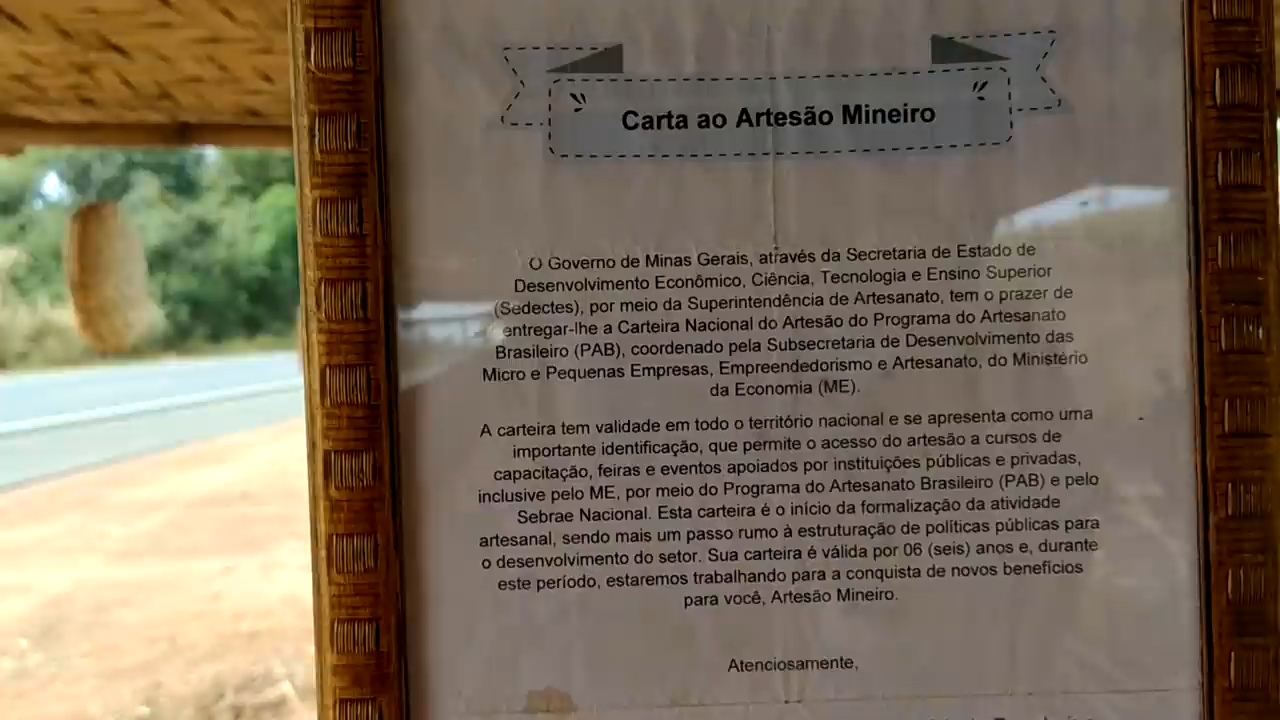 Carta ao Artesão Mineiro
O Governo de Minas Gerais, através da Secretaria de Estado de
Desenvolvimento Econômico, Ciência, Tecnologia e Ensino Superior
(Sedectes), por meio da Superintendência de Artesanato, tem o prazer de
entregar-lhe a Carteira Nacional do Artesão do Programa do Artesanato
Brasileiro (PAB), coordenado pela Subsecretaria de Desenvolvimento das
Micro e Pequenas Empresas, Empreendedorismo e Artesanato, do Ministério
da Economia (ME).
A carteira tem validade em todo o território nacional e se apresenta como uma
importante identificação, que permite o acesso do artesão a cursos de
capacitação, feiras e eventos apoiados por instituições públicas e privadas,
inclusive pelo ME, por meio do Programa do Artesanato Brasileiro (PAB) e pelo
Sebrae Nacional. Esta carteira é o início da formalização da atividade
artesanal, sendo mais um passo rumo à estruturação de políticas públicas para
o desenvolvimento do setor. Sua carteira é válida por 06 (seis) anos e, durante
este período, estaremos trabalhando para a conquista de novos benefícios
para você, Artesão Mineiro.
Atenciosamente,